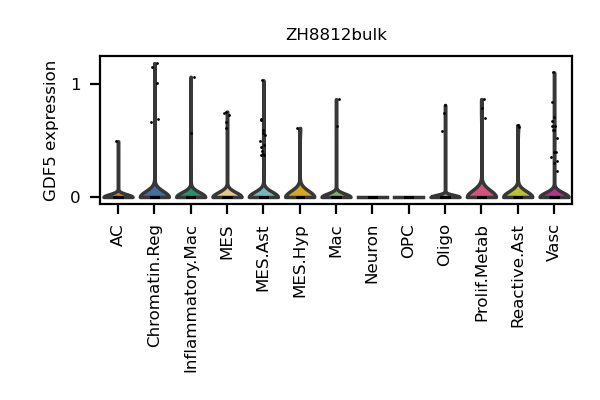 ZH8812bulk
GDF5 expression
1
0
AC
Chromatin.Reg
Inflammatory.Mac
MES
MES.Ast
MES.Hyp
Mac
Neuron
OPC
Oligo
Prolif.Metab
Reactive.Ast
Vasc